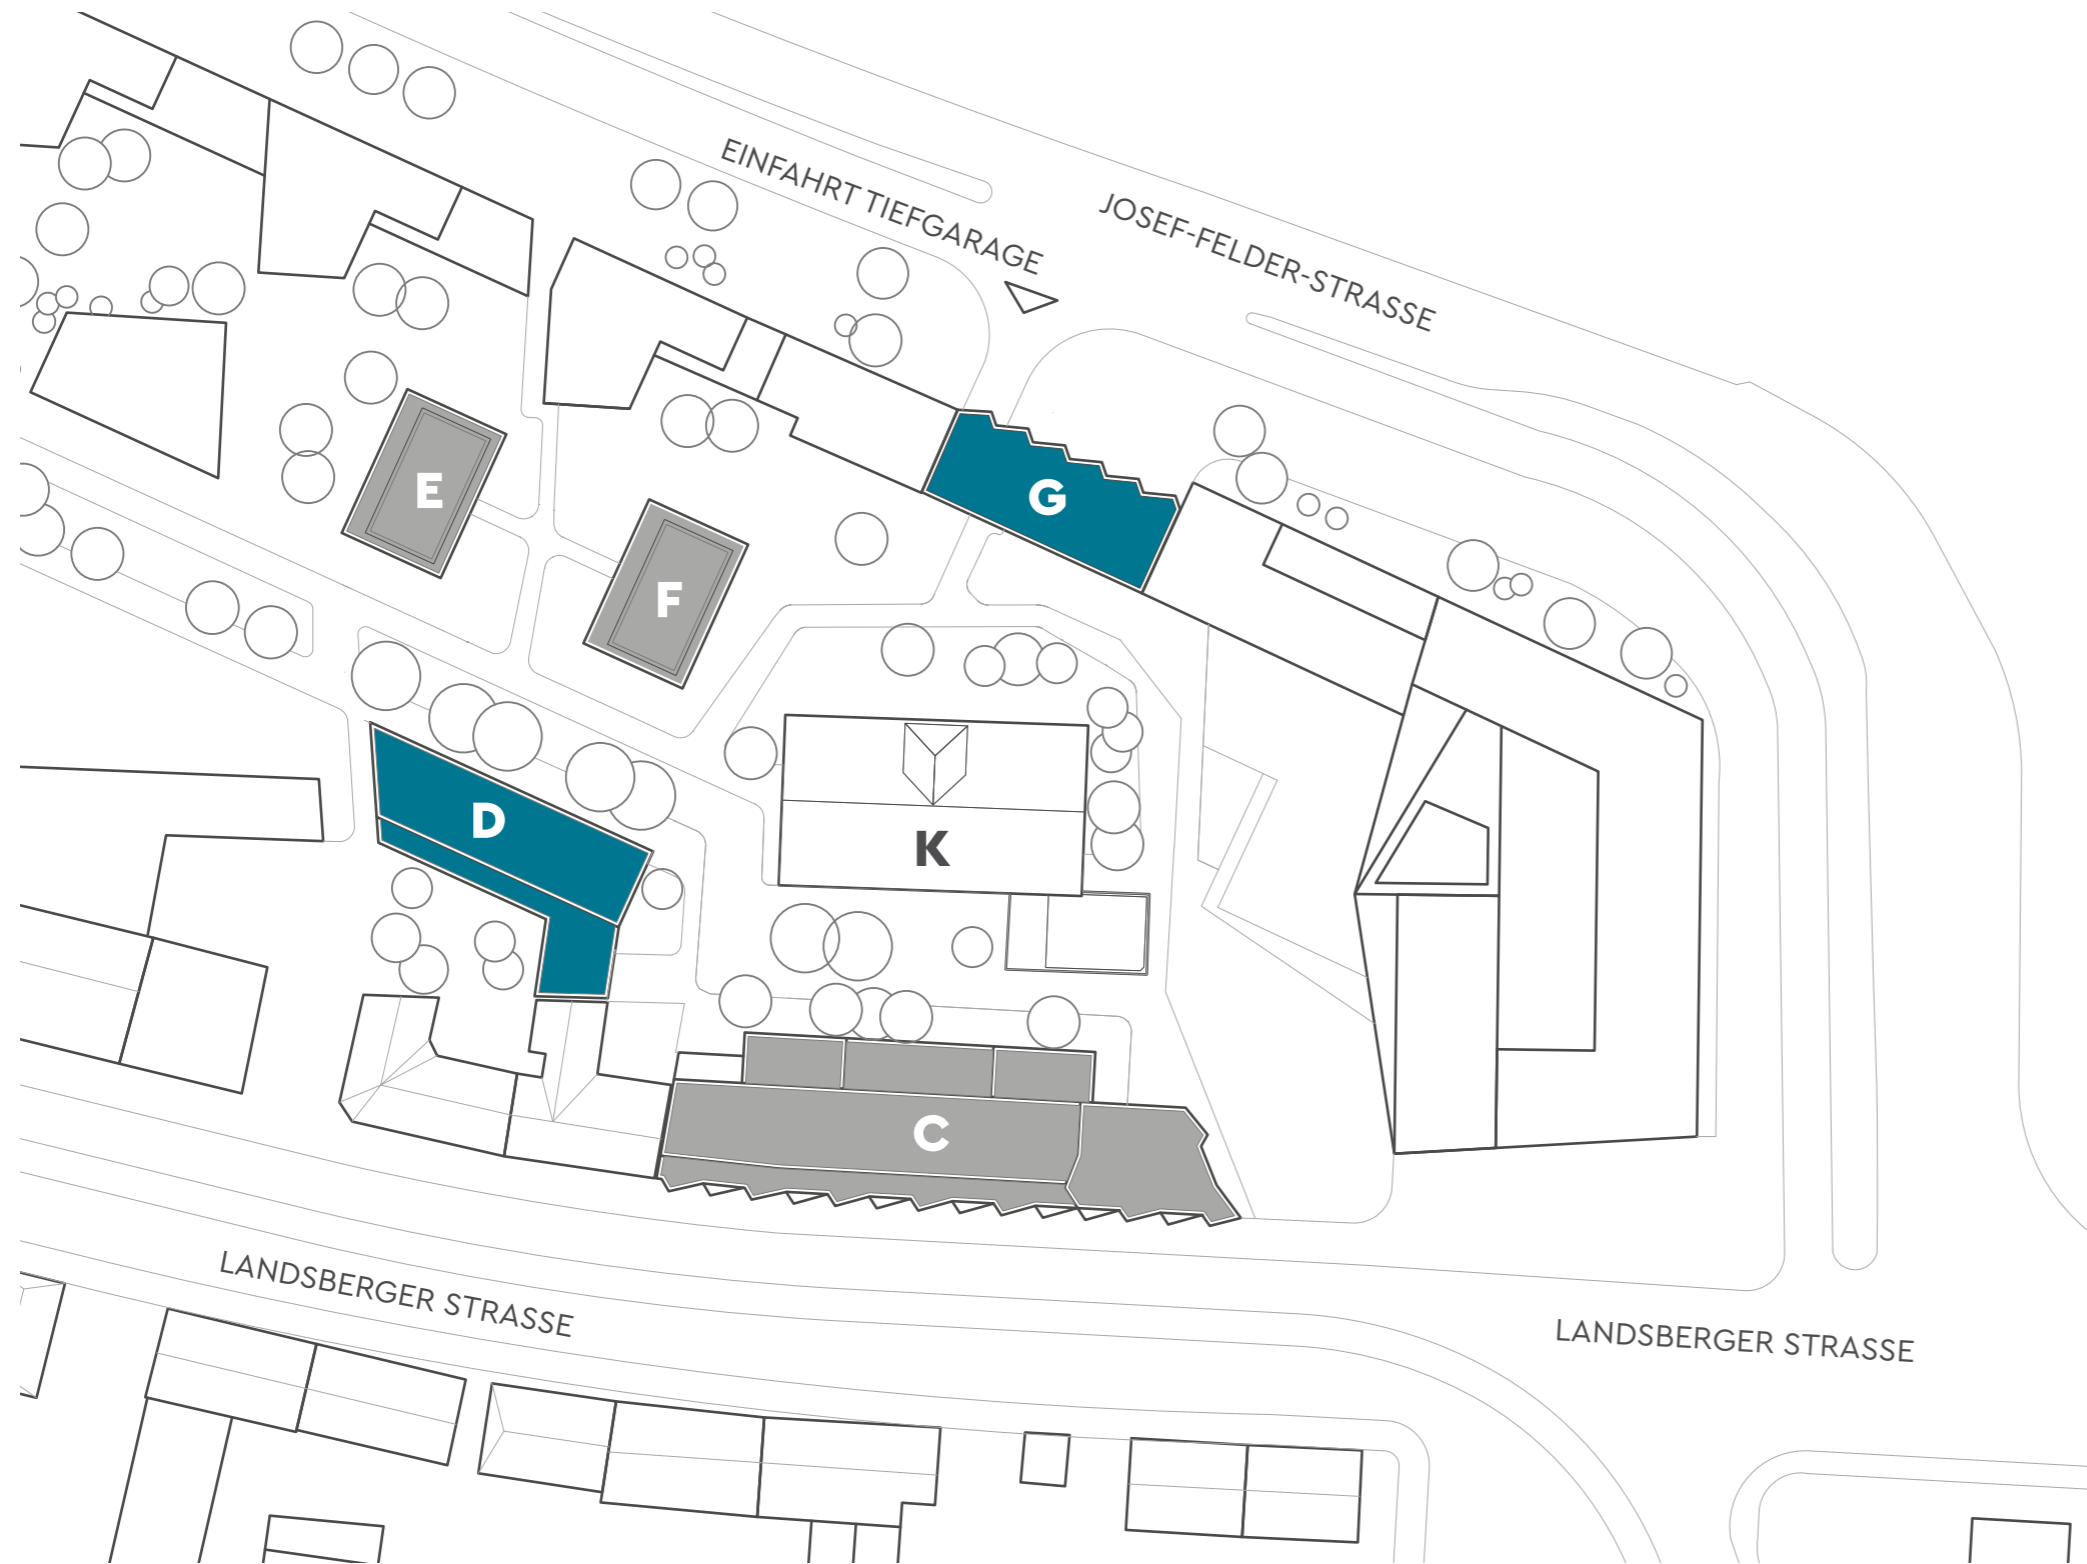 EINFAHRT TIEFGARAGE
JOSEF-FELDER-STRASSE
E
G
F
D
K
C
LANDSBERGER STRASSE
LANDSBERGER STRASSE